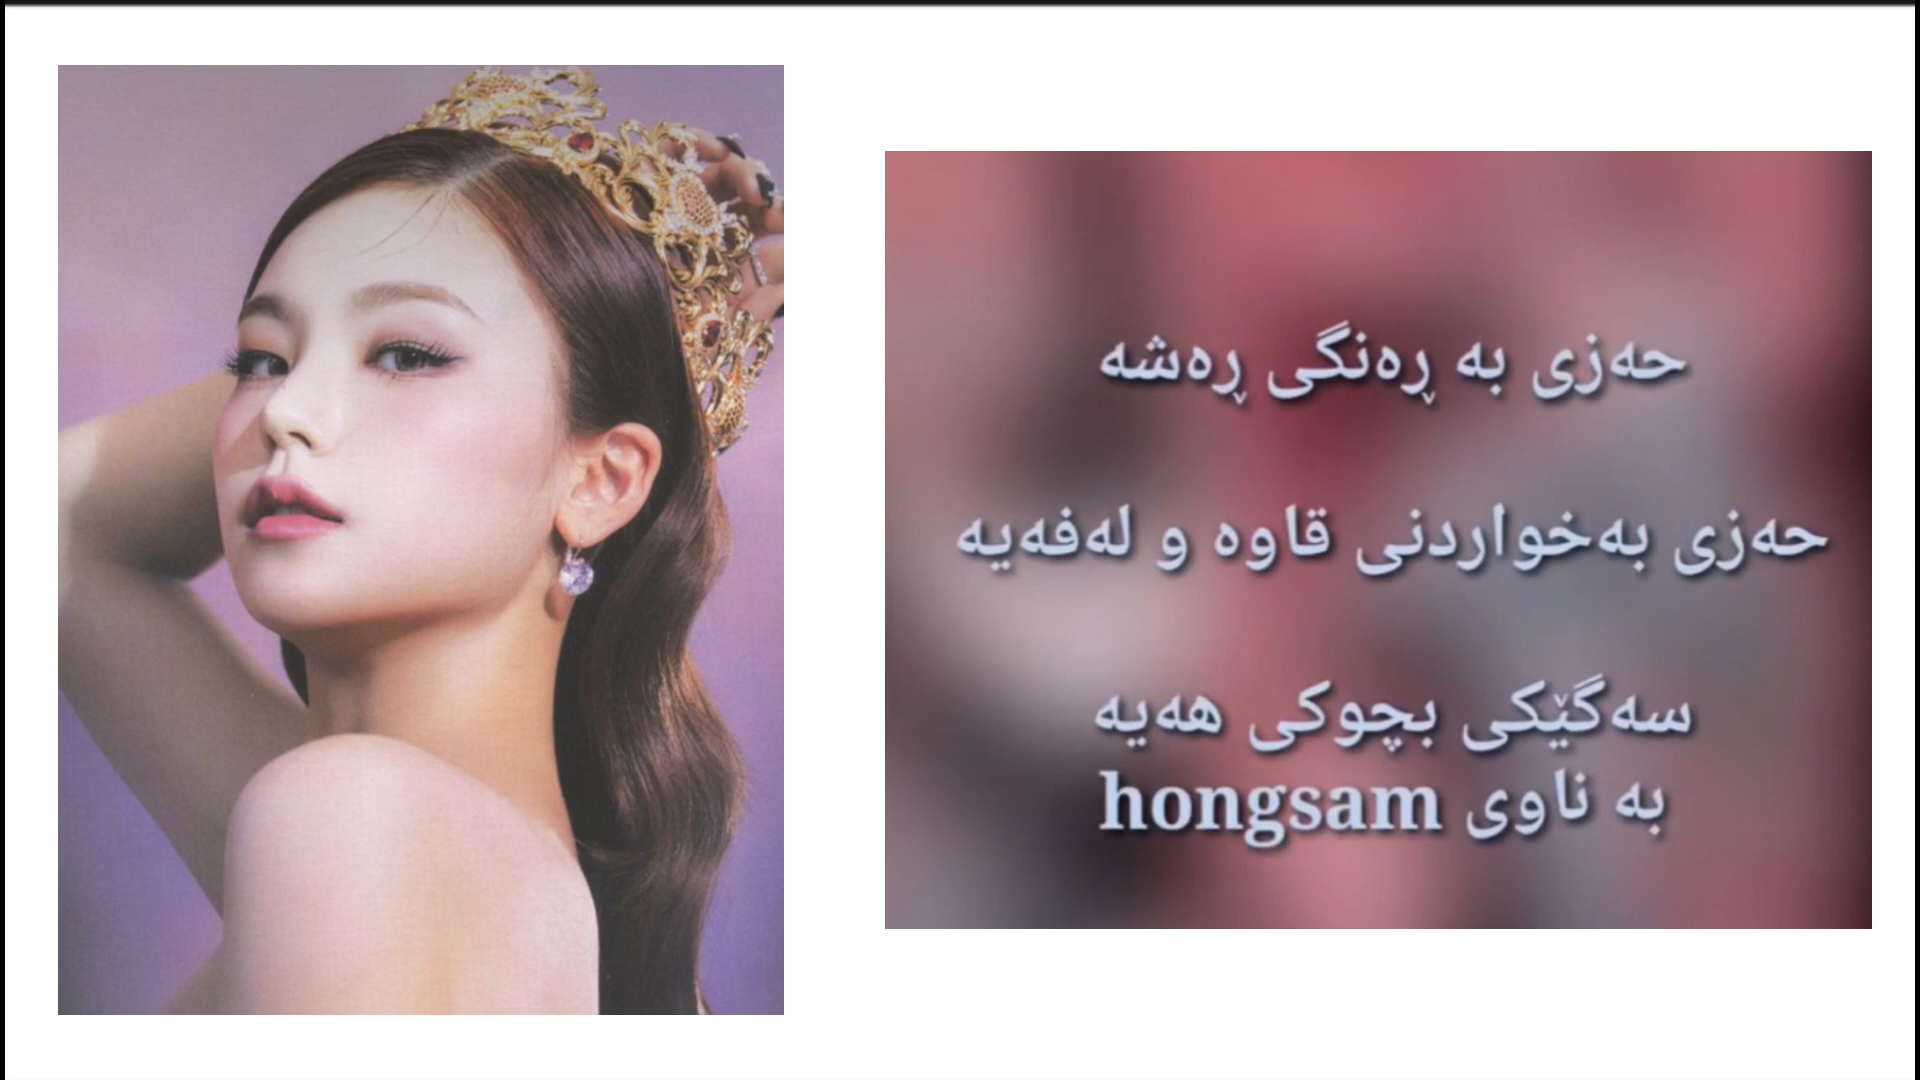 حەزی بە ڕەنگی ڕەشە
حەزی بەخواردنی قاوە و لەفەیە
سەگێکی بچوکی هەیە
بە ناوی hongsam